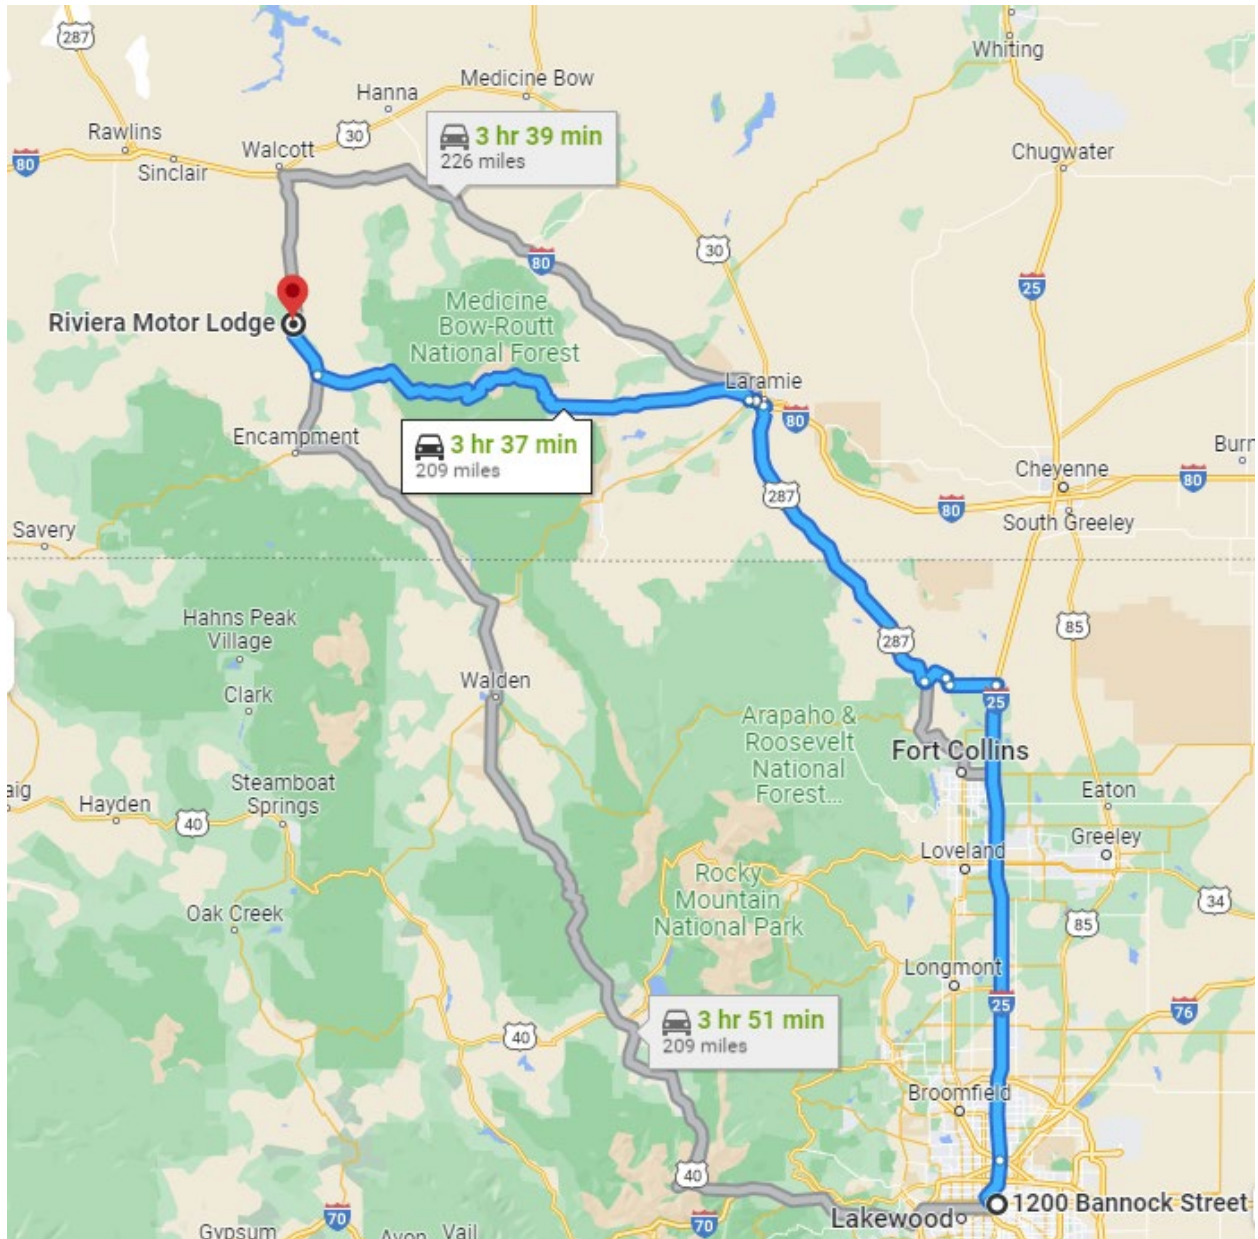 287
Whiting
Medicine Bow
Hanna
30
3 hr 39 min
226 miles
Rawlins
Walcott
80
Sinclair
Chugwater
30
80
25
Medicine
Bow-Routt
National Forest
Riviera Motor Lodge
Laramie
80
3 hr 37 min
209 miles
Encampment
Burn
Cheyenne
80
287
80
South Greeley
Savery
Hahns Peak
Village
85
287
Walden
Clark
25
Arapaho &
Roosevelt
National
Forest...
Fort Collins
Steamboat
Springs
aig
Hayden
40
Eaton
Greeley
Loveland
Rocky
Mountain
National Park
34
Oak Creek
85
Longmont
25
76
3 hr 51 min
209 miles
40
Broomfield
40
1200 Bannock Street
Lakewood
70
70
Gypsum
Avon
Vail